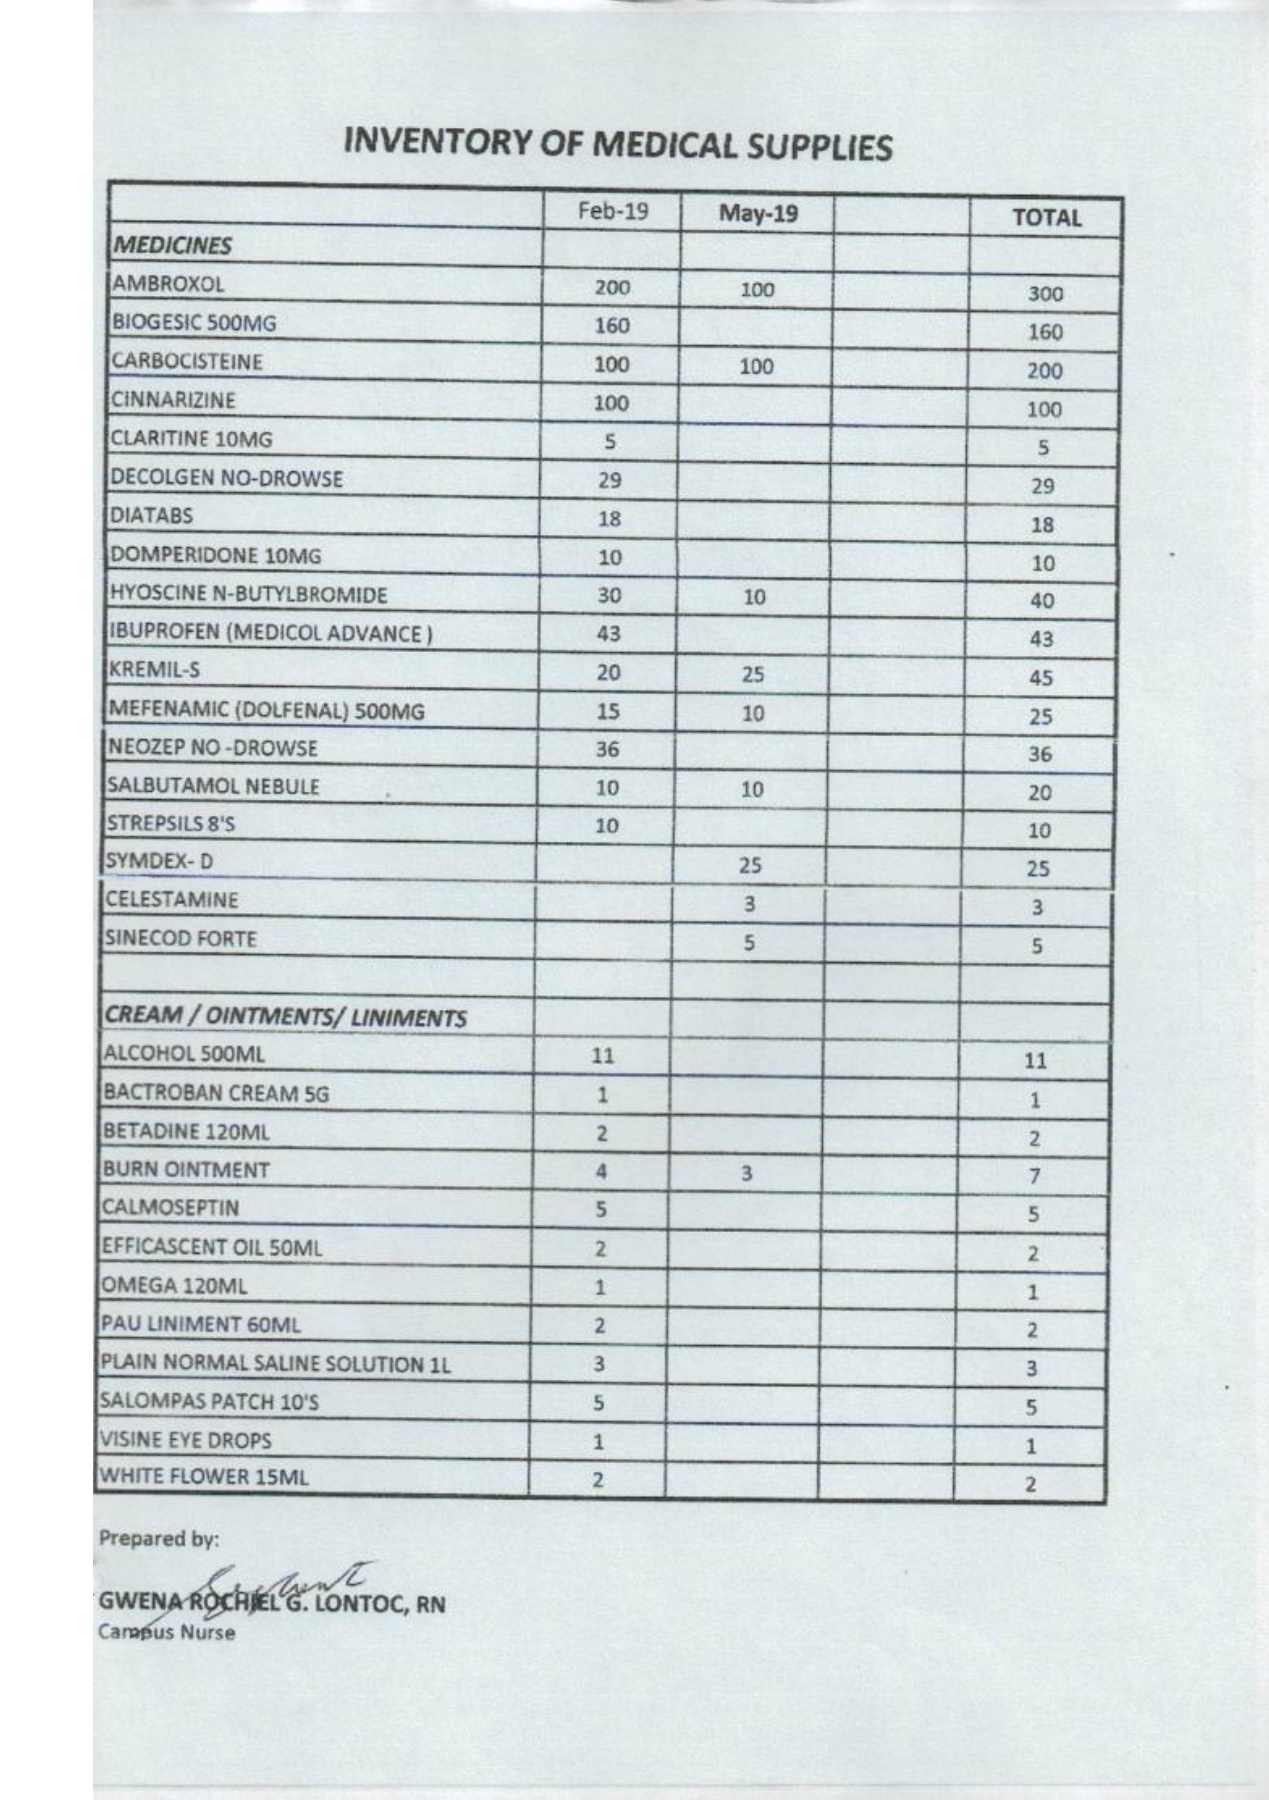 INVENTORY OF MEDICAL SUPPLIES
Feb-19 May-19 TOTAL
MEDICINES
AMBROXOL 200 100 300
BIOGESIC 500MG 160 160
CARBOCISTEINE 100 100 200
CINNARIZINE 100 100
CLARITINE 10MG 5 5
DECOLGEN NO-DROWSE 29 29
DIATABS 18 18
DOMPERIDONE 10MG 10 10
HYOSCINE N-BUTYLBROMIDE 30 10 40
IBUPROFEN (MEDICOL ADVANCE ) 43 43
KREMIL-S 20 25 45
MEFENAMIC (DOLFENAL) 500MG 15 10 25
NEOZEP NO -DROWSE 36 36
SALBUTAMOL NEBULE 10 10 20
STREPSILS 8'S 10 10
SYMDEX- D 25 25
CELESTAMINE 3 3
SINECOD FORTE 5 5
CREAM / OINTMENTS/ LINIMENTS
ALCOHOL 500ML 11 11
BACTROBAN CREAM 5G 1 1
BETADINE 120ML 2 2
BURN OINTMENT 4 3 7
CALMOSEPTIN 5 5
EFFICASCENT OIL 50ML 2 2
OMEGA 120ML 1 1
PAU LINIMENT 60ML 2 2
PLAIN NORMAL SALINE SOLUTION 1L 3 3
SALOMPAS PATCH 10'S 5 5
VISINE EYE DROPS 1 1
WHITE FLOWER 15ML 2 2
Prepared by:
GWENA ROCHIEL G. LONTOC, RN
Campus Nurse